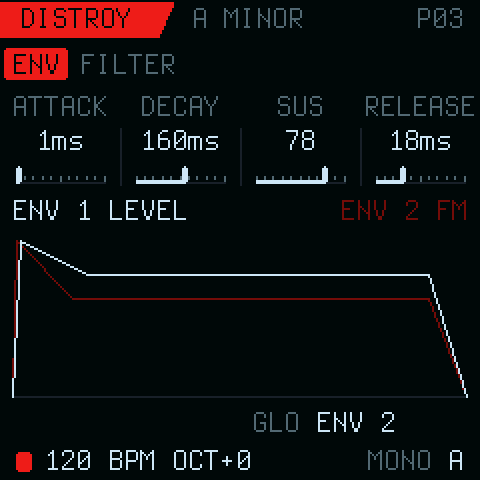 DISTROY A MINOR P03
ENV FILTER
ATTACK DECAY SUS RELEASE
1ms 160ms 78 18ms
ENV 1 LEVEL ENV 2 FM
GLO ENV 2
120 BPM OCT+0 MONO A